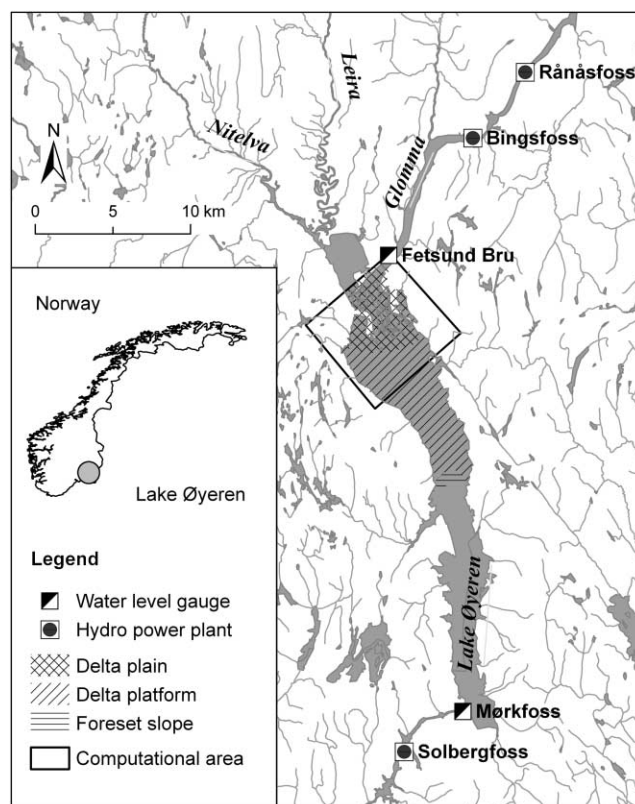 Rånåsfoss
Leira
Nitelva
Bingsfoss
N
Glomma
0 5 10 km
Fetsund Bru
Norway
Lake Øyeren
Legend
Water level gauge
Hydro power plant
Delta plain
Delta platform
Foreset slope
Computational area
Lake Øyeren
Mørkfoss
Solbergfoss